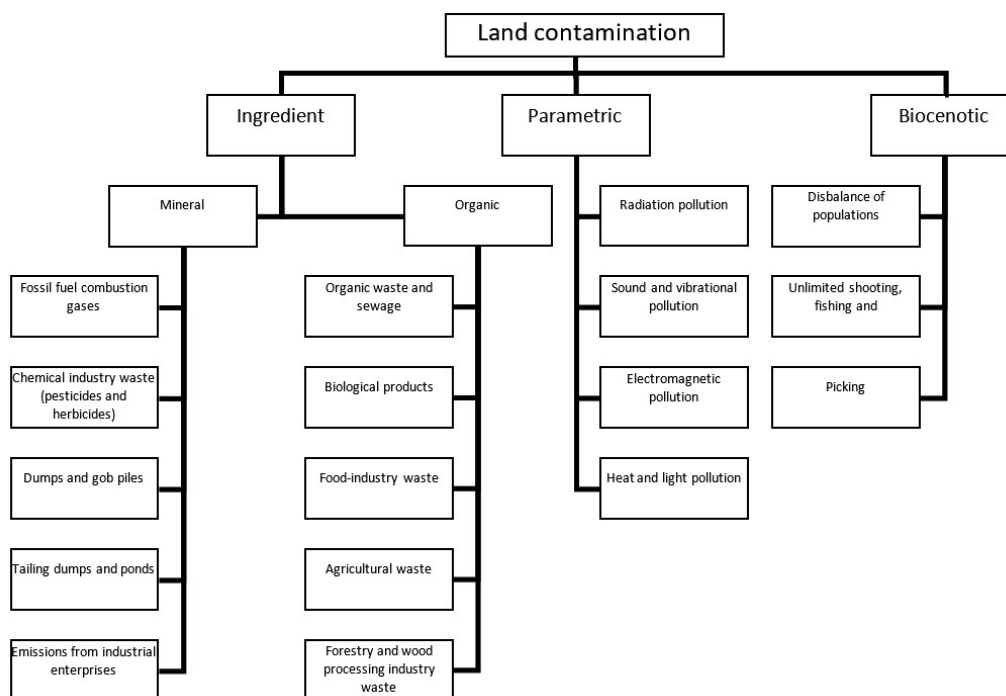 Land contamination
Ingredient
Parametric
Biocenotic
Mineral
Organic
Radiation pollution
Disbalance of
populations
Fossil fuel combustion
gases
Organic waste and
sewage
Sound and vibrational
pollution
Unlimited shooting,
fishing and
Chemical industry waste
(pesticides and
herbicides)
Biological products
Electromagnetic
pollution
Picking
Dumps and gob piles
Food-industry waste
Heat and light pollution
Tailing dumps and ponds
Agricultural waste
Emissions from industrial
enterprises
Forestry and wood
processing industry
waste